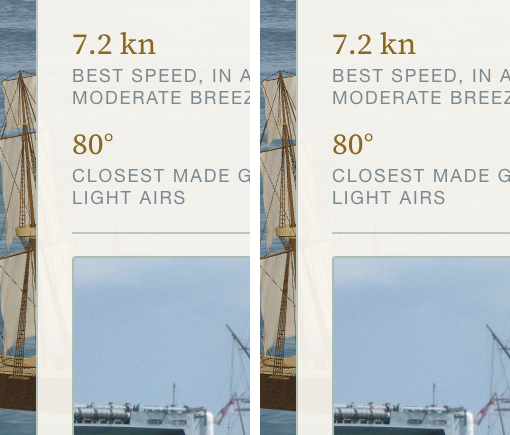 7.2 kn
BEST SPEED, IN A
MODERATE BREEZ
80°
CLOSEST MADE G
LIGHT AIRS
7.2 kn
BEST SPEED, IN A
MODERATE BREEZ
80°
CLOSEST MADE G
LIGHT AIRS